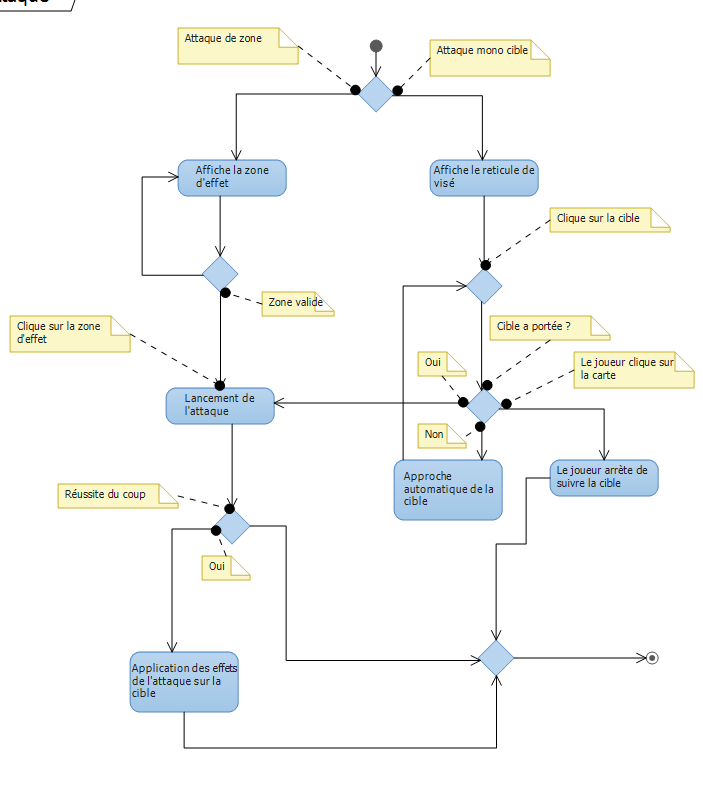 Attaque de zone
Attaque mono cible
Affiche la zone
d'effet
Affiche le reticule de
visé
Clique sur la cible
Zone valide
Clique sur la zone
d'effet
Cible a portée ?
Oui
Le joueur clique sur
la carte
Lancement de
l'attaque
Non
Approche
automatique de la
cible
Le joueur arrète de
suivre la cible
Réussite du coup
Oui
Application des effets
de l'attaque sur la
cible